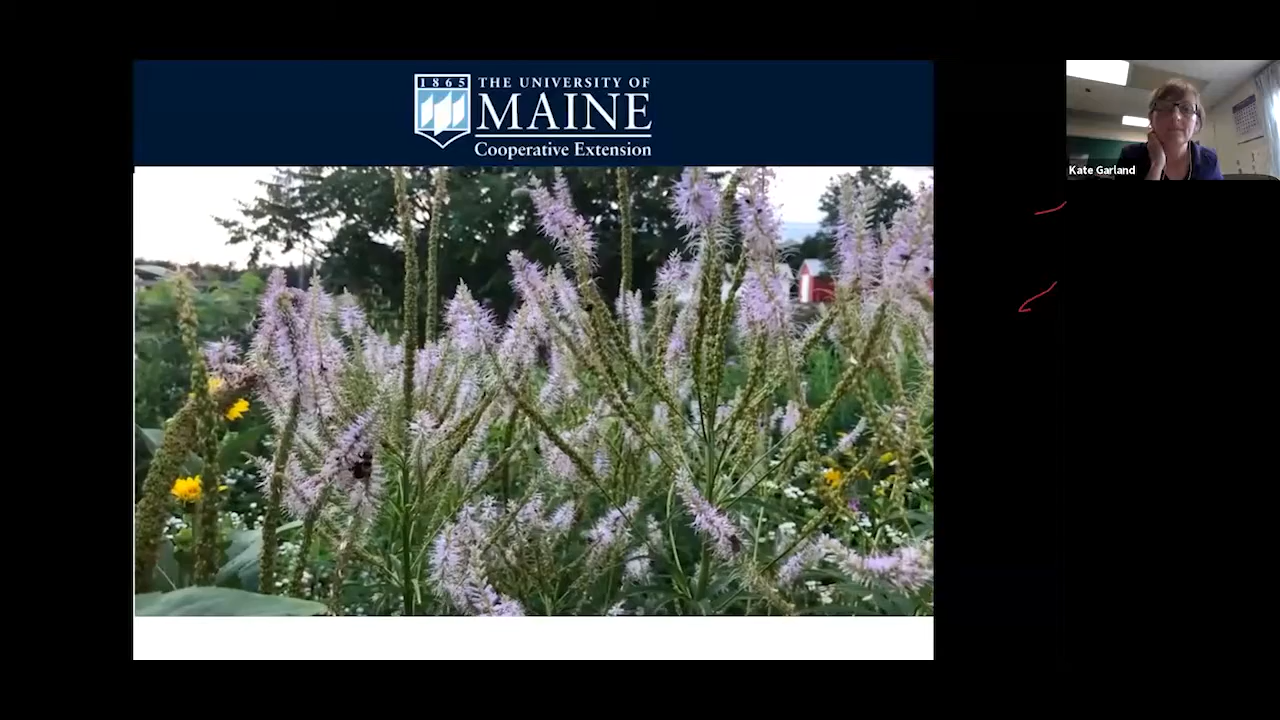 1865
THE UNIVERSITY OF
MAINE
Cooperative Extension
Kate Garland